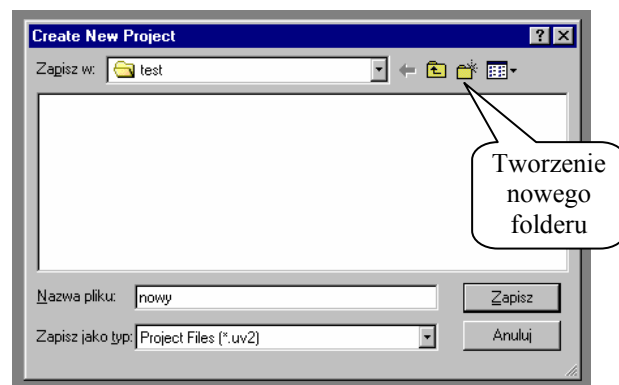 Create New Project
Zapisz w: test
Tworzenie
nowego
folderu
Nazwa pliku: nowy Zapisz
Zapisz jako typ: Project Files (*.uv2) Anuluj